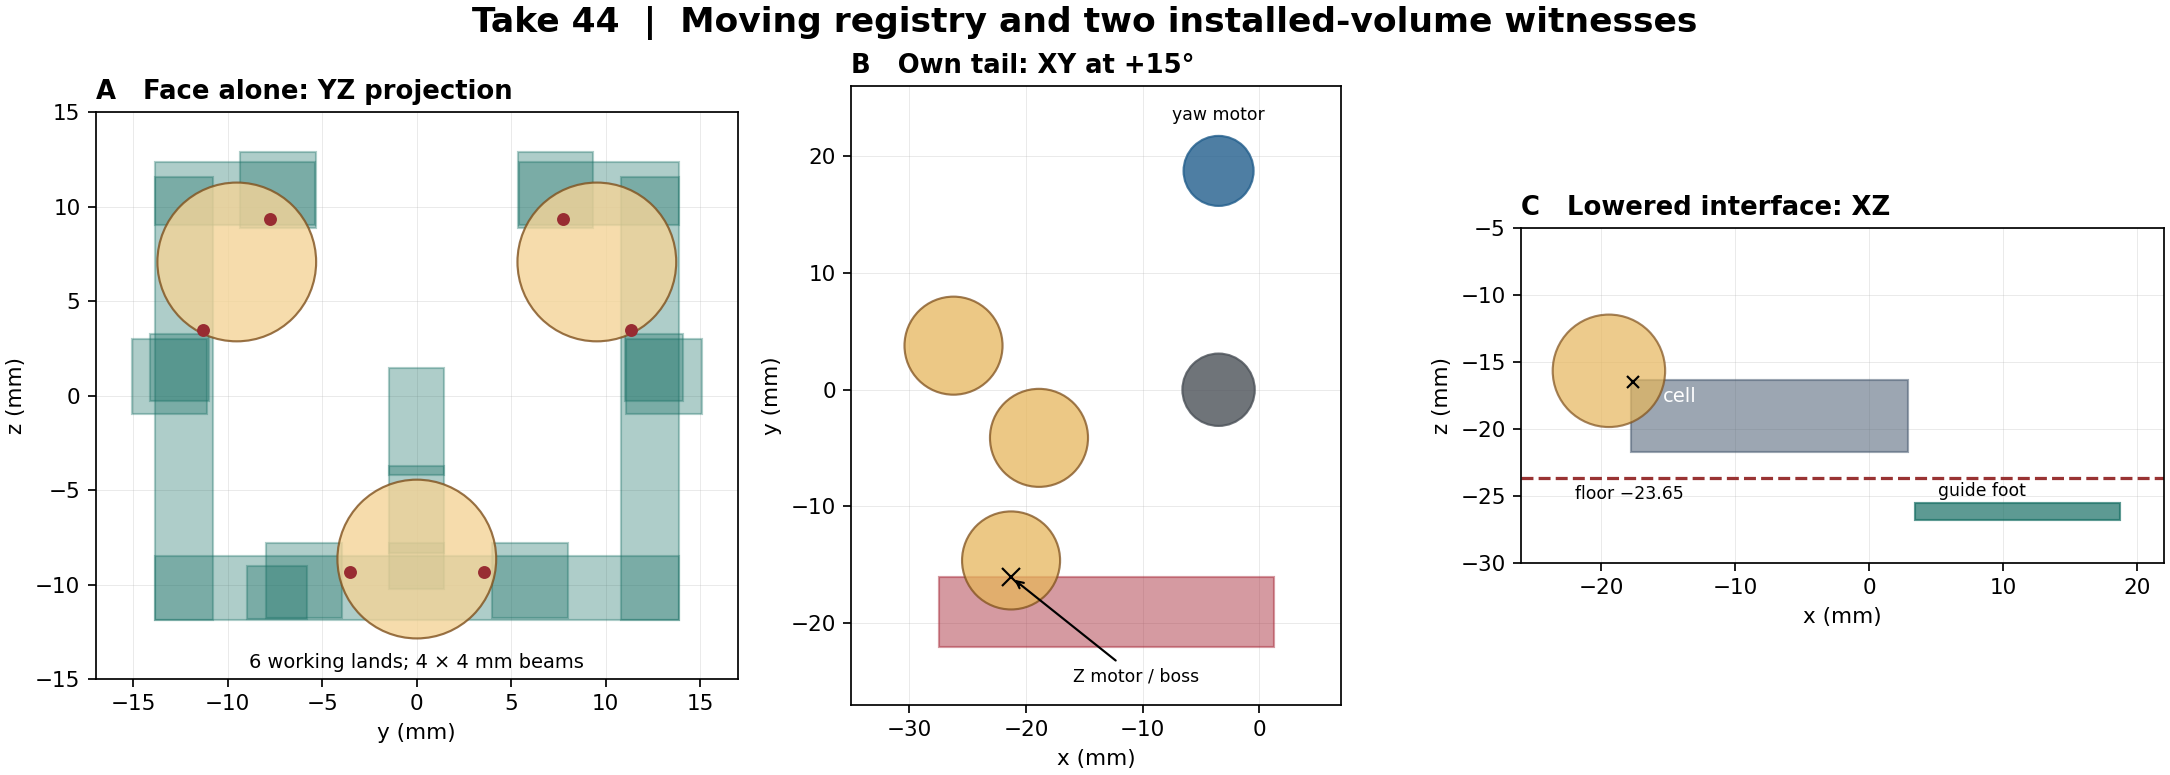 Take 44 | Moving registry and two installed-volume witnesses
A Face alone: YZ projection
15
10
5
0
−5
−10
−15
z (mm)
6 working lands; 4 × 4 mm beams
−15 −10 −5 0 5 10 15
y (mm)
B Own tail: XY at +15°
yaw motor
20
10
0
−10
−20
y (mm)
Z motor / boss
−30 −20 −10 0
x (mm)
C Lowered interface: XZ
−5
−10
−15
−20
−25
−30
z (mm)
cell
floor −23.65
guide foot
−20 −10 0 10 20
x (mm)